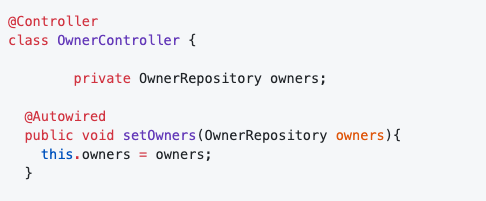 @Controller
class OwnerController {
private OwnerRepository owners;
@Autowired
public void setOwners(OwnerRepository owners){
this.owners = owners;
}